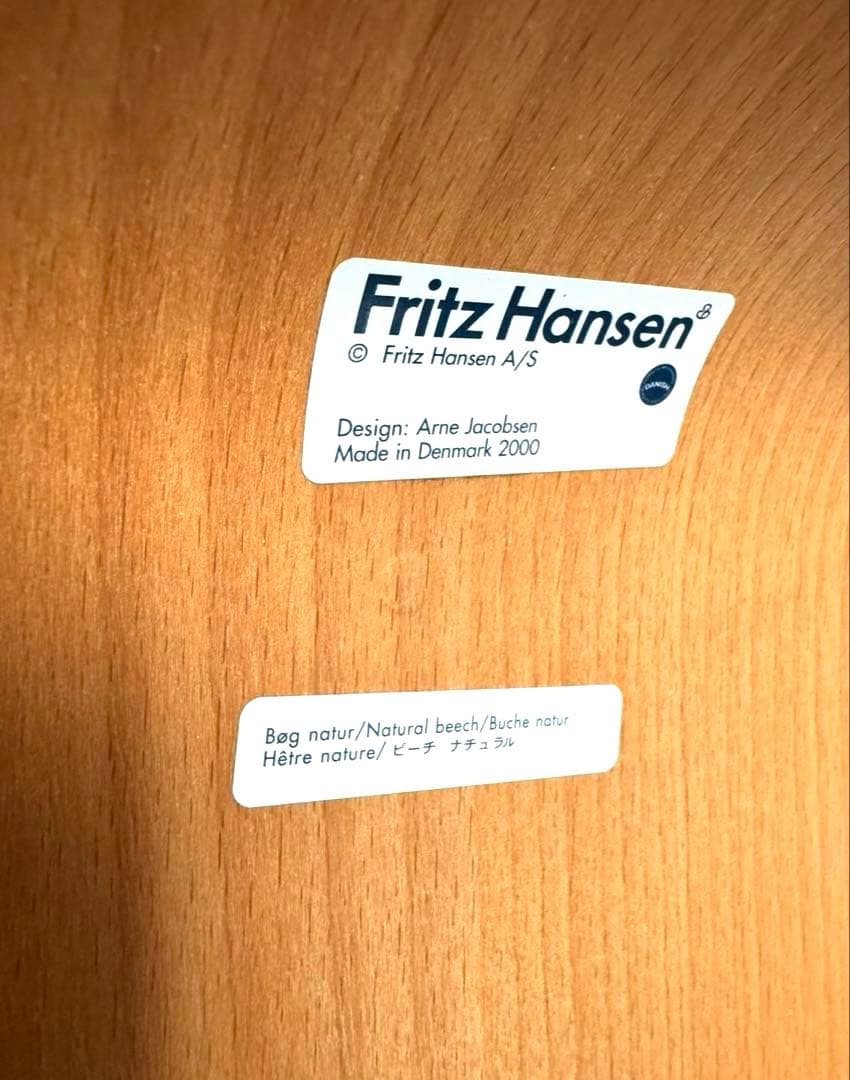 Fritz Hansen
© Fritz Hansen A/S
DANISH
Design: Arne Jacobsen
Made in Denmark 2000
Bøg natur/Natural beech/Buche natur
Hêtre nature/ ビーチ ナチュラル